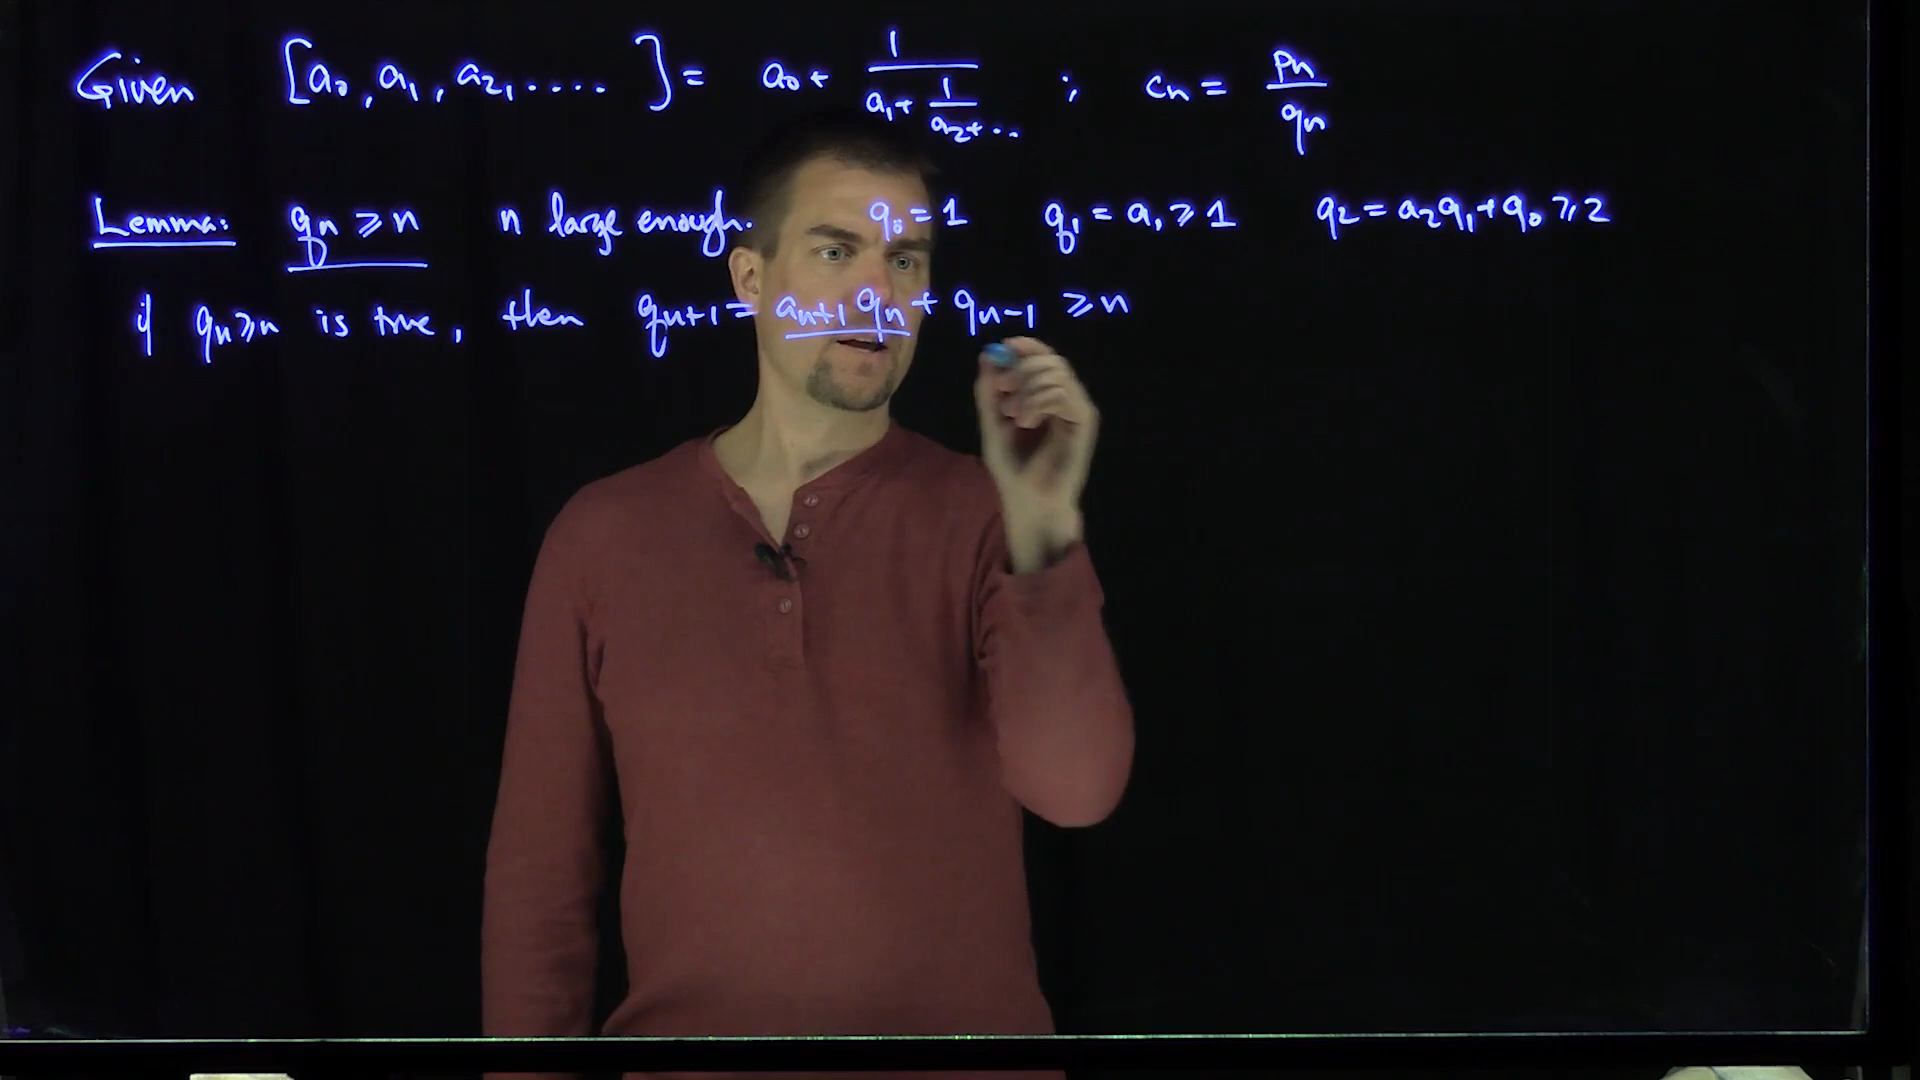 Given [a₀, a₁, a₂, .... ] = a₀ + 1/(a₁ + 1/(a₂ + ...)) ; cₙ = pₙ/qₙ
Lemma: qₙ ⩾ n n large enough. q₀ = 1 q₁ = a₁ ⩾ 1 q₂ = a₂q₁ + q₀ ⩾ 2
if qₙ ⩾ n is true, then qₙ₊₁ = aₙ₊₁ qₙ + qₙ₋₁ ⩾ n